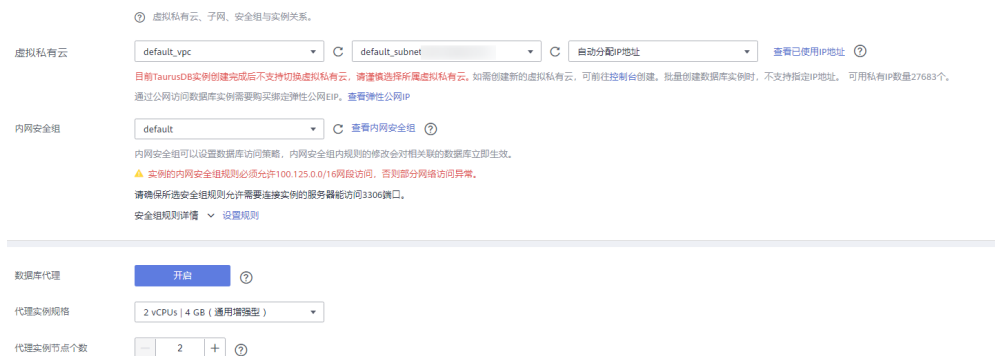 虚拟私有云、子网、安全组与实例关系。
虚拟私有云 default_vpc default_subnet 自动分配IP地址 查看已使用IP地址
目前TaurusDB实例创建完成后不支持切换虚拟私有云，请谨慎选择所属虚拟私有云。如需创建新的虚拟私有云，可前往控制台创建。批量创建数据库实例时，不支持指定IP地址。 可用私有IP数量27683个。
通过公网访问数据库实例需要购买绑定弹性公网EIP。查看弹性公网IP
内网安全组 default 查看内网安全组
内网安全组可以设置数据库访问策略，内网安全组内规则的修改会对相关联的数据库立即生效。
实例的内网安全组规则必须允许100.125.0.0/16网段访问，否则部分网络访问异常。
请确保所选安全组规则允许需要连接实例的服务器能访问3306端口。
安全组规则详情 设置规则
数据库代理 开启
代理实例规格 2 vCPUs | 4 GB（通用增强型）
代理实例节点个数 2